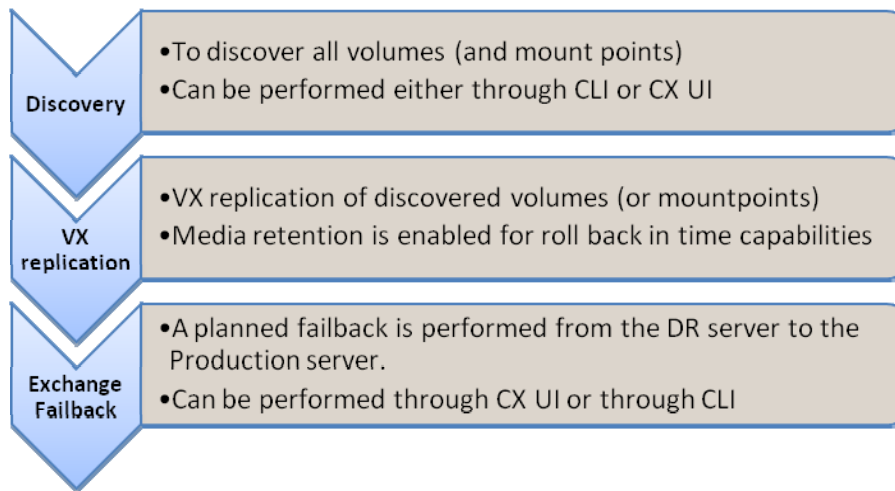 Discovery
•To discover all volumes (and mount points)
•Can be performed either through CLI or CX UI
VX
replication
•VX replication of discovered volumes (or mountpoints)
•Media retention is enabled for roll back in time capabilities
Exchange
Failback
•A planned failback is performed from the DR server to the
Production server.
•Can be performed through CX UI or through CLI